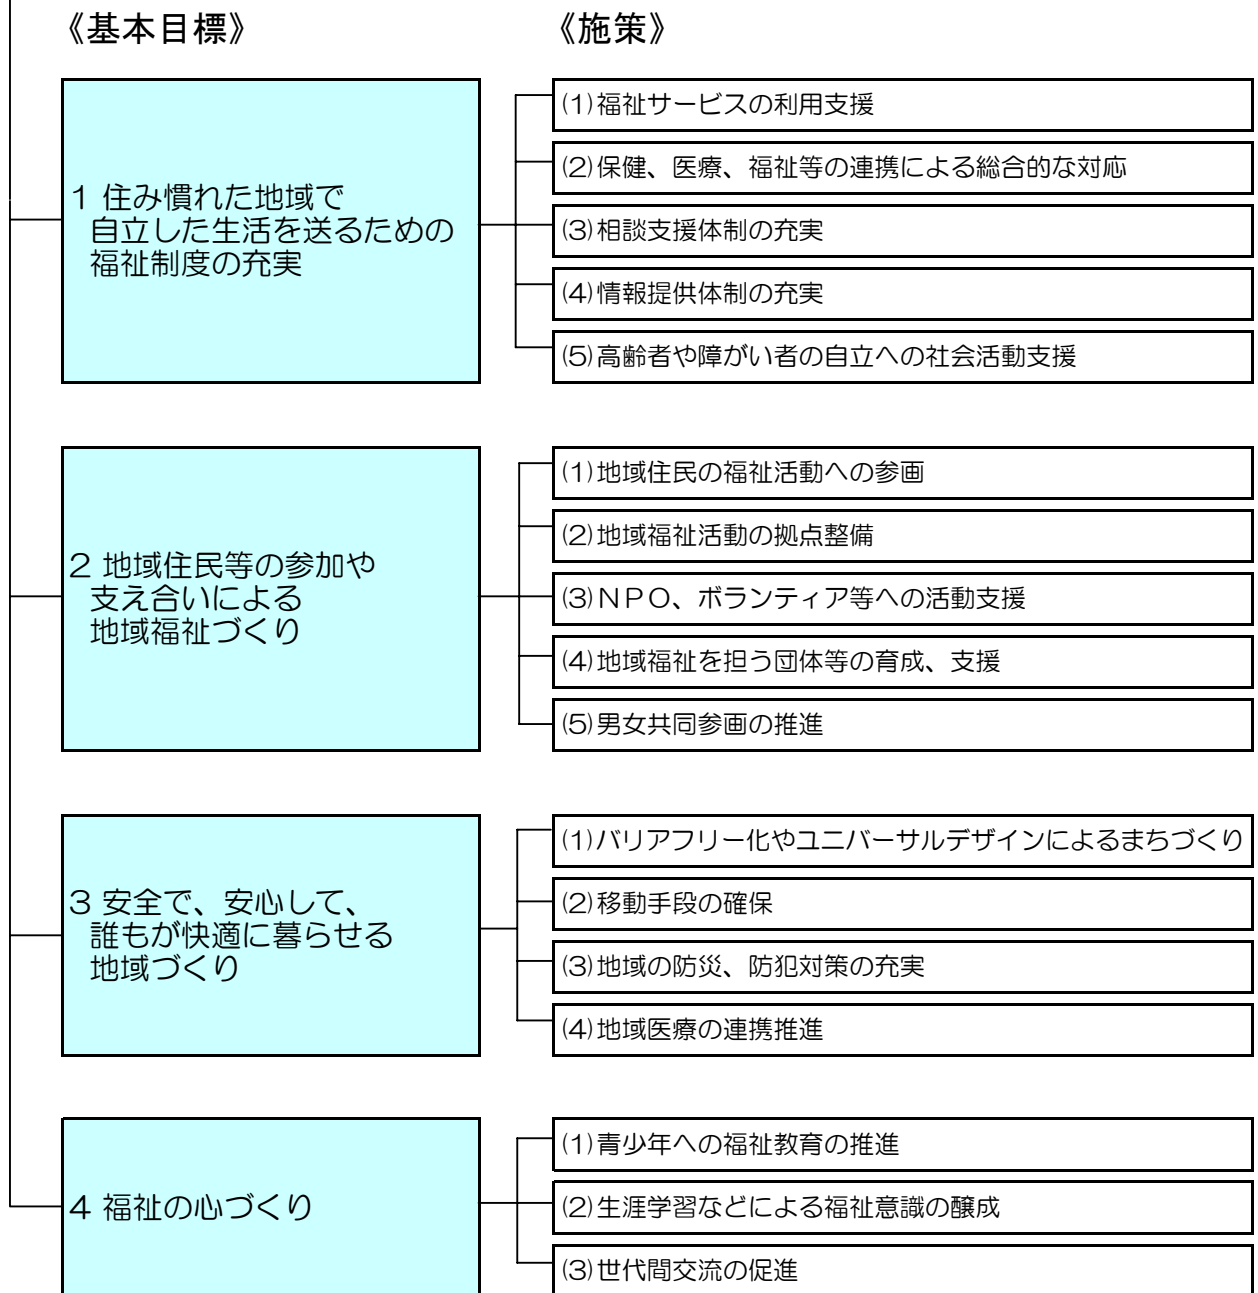 《基本目標》
《施策》
1 住み慣れた地域で
自立した生活を送るための
福祉制度の充実
(1)福祉サービスの利用支援
(2)保健、医療、福祉等の連携による総合的な対応
(3)相談支援体制の充実
(4)情報提供体制の充実
(5)高齢者や障がい者の自立への社会活動支援
2 地域住民等の参加や
支え合いによる
地域福祉づくり
(1)地域住民の福祉活動への参画
(2)地域福祉活動の拠点整備
(3)ＮＰＯ、ボランティア等への活動支援
(4)地域福祉を担う団体等の育成、支援
(5)男女共同参画の推進
3 安全で、安心して、
誰もが快適に暮らせる
地域づくり
(1)バリアフリー化やユニバーサルデザインによるまちづくり
(2)移動手段の確保
(3)地域の防災、防犯対策の充実
(4)地域医療の連携推進
4 福祉の心づくり
(1)青少年への福祉教育の推進
(2)生涯学習などによる福祉意識の醸成
(3)世代間交流の促進